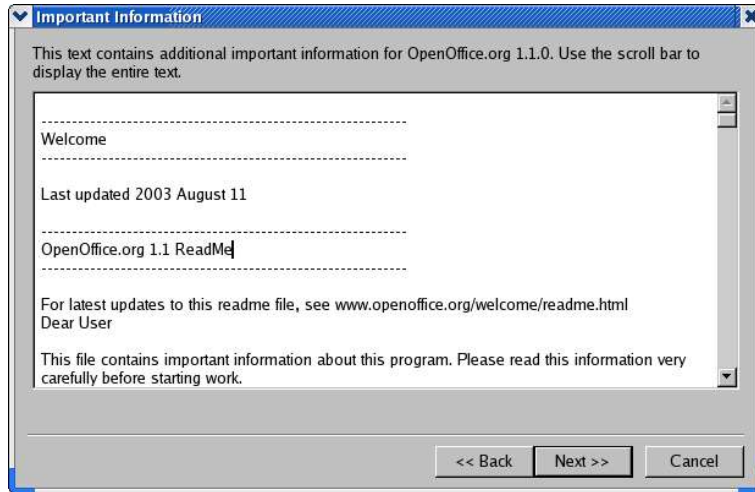 Important Information
This text contains additional important information for OpenOffice.org 1.1.0. Use the scroll bar to
display the entire text.
------------------------------------------------------------
Welcome
------------------------------------------------------------
Last updated 2003 August 11
------------------------------------------------------------
OpenOffice.org 1.1 ReadMe
------------------------------------------------------------
For latest updates to this readme file, see www.openoffice.org/welcome/readme.html
Dear User
This file contains important information about this program. Please read this information very
carefully before starting work.
<< Back Next >> Cancel